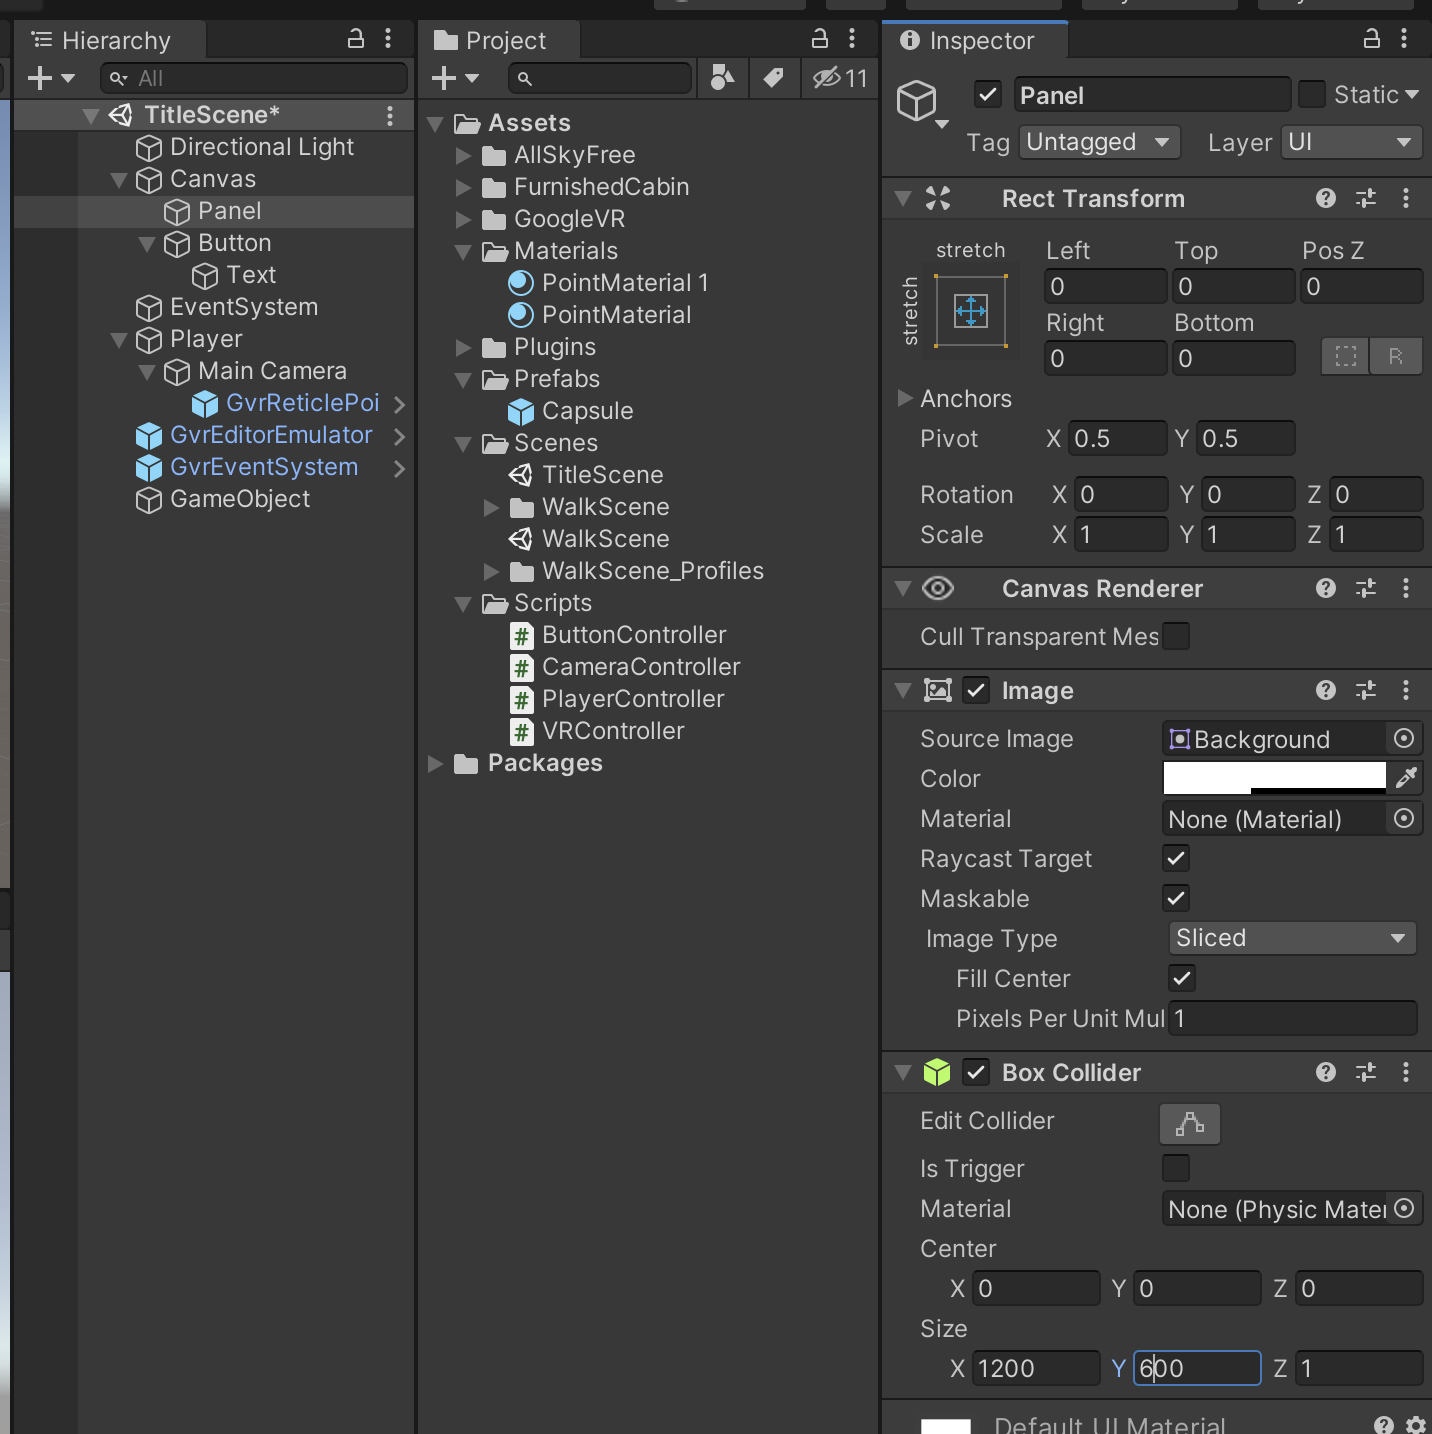 Hierarchy
All
TitleScene*
Directional Light
Canvas
Panel
Button
Text
EventSystem
Player
Main Camera
GvrReticlePoi
GvrEditorEmulator
GvrEventSystem
GameObject
Project
11
Assets
AllSkyFree
FurnishedCabin
GoogleVR
Materials
PointMaterial 1
PointMaterial
Plugins
Prefabs
Capsule
Scenes
TitleScene
WalkScene
WalkScene
WalkScene_Profiles
Scripts
# ButtonController
# CameraController
# PlayerController
# VRController
Packages
Inspector
Panel Static
Tag Untagged Layer UI
Rect Transform
stretch
stretch
Left Top Pos Z
0 0 0
Right Bottom
0 0 R
Anchors
Pivot X 0.5 Y 0.5
Rotation X 0 Y 0 Z 0
Scale X 1 Y 1 Z 1
Canvas Renderer
Cull Transparent Mes
Image
Source Image Background
Color
Material None (Material)
Raycast Target
Maskable
Image Type Sliced
Fill Center
Pixels Per Unit Mul 1
Box Collider
Edit Collider
Is Trigger
Material None (Physic Mater
Center
X 0 Y 0 Z 0
Size
X 1200 Y 600 Z 1
Default UI Material